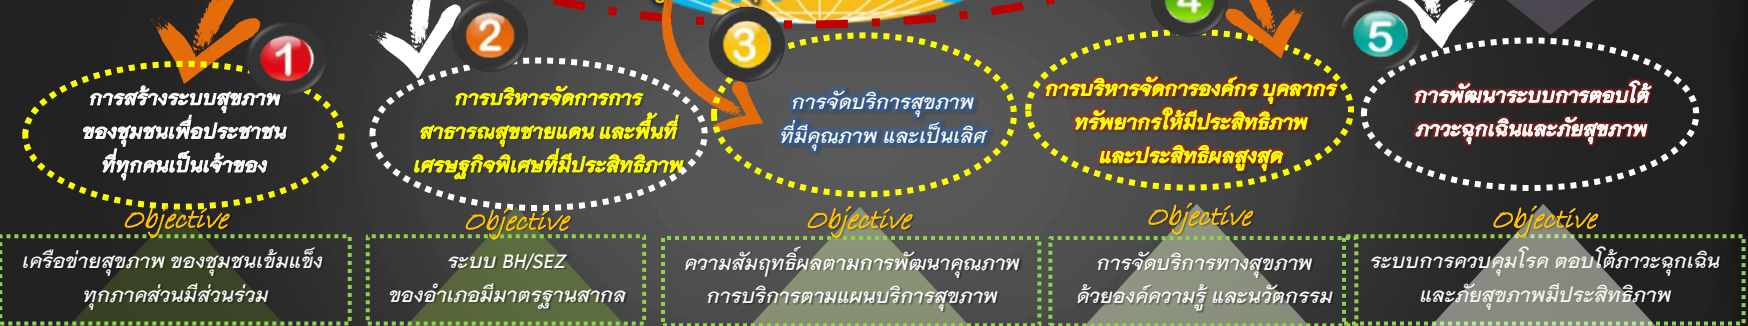 1
การสร้างระบบสุขภาพ
ของชุมชนเพื่อประชาชน
ที่ทุกคนเป็นเจ้าของ
Objective
เครือข่ายสุขภาพ ของชุมชนเข้มแข็ง
ทุกภาคส่วนมีส่วนร่วม
2
การบริหารจัดการการ
สาธารณสุขชายแดน และพื้นที่
เศรษฐกิจพิเศษที่มีประสิทธิภาพ
Objective
ระบบ BH/SEZ
ของอำเภอมีมาตรฐานสากล
3
การจัดบริการสุขภาพ
ที่มีคุณภาพ และเป็นเลิศ
Objective
ความสัมฤทธิ์ผลตามการพัฒนาคุณภาพ
การบริการตามแผนบริการสุขภาพ
4
การบริหารจัดการองค์กร บุคลากร
ทรัพยากรให้มีประสิทธิภาพ
และประสิทธิผลสูงสุด
Objective
การจัดบริการทางสุขภาพ
ด้วยองค์ความรู้ และนวัตกรรม
5
การพัฒนาระบบการตอบโต้
ภาวะฉุกเฉินและภัยสุขภาพ
Objective
ระบบการควบคุมโรค ตอบโต้ภาวะฉุกเฉิน
และภัยสุขภาพมีประสิทธิภาพ